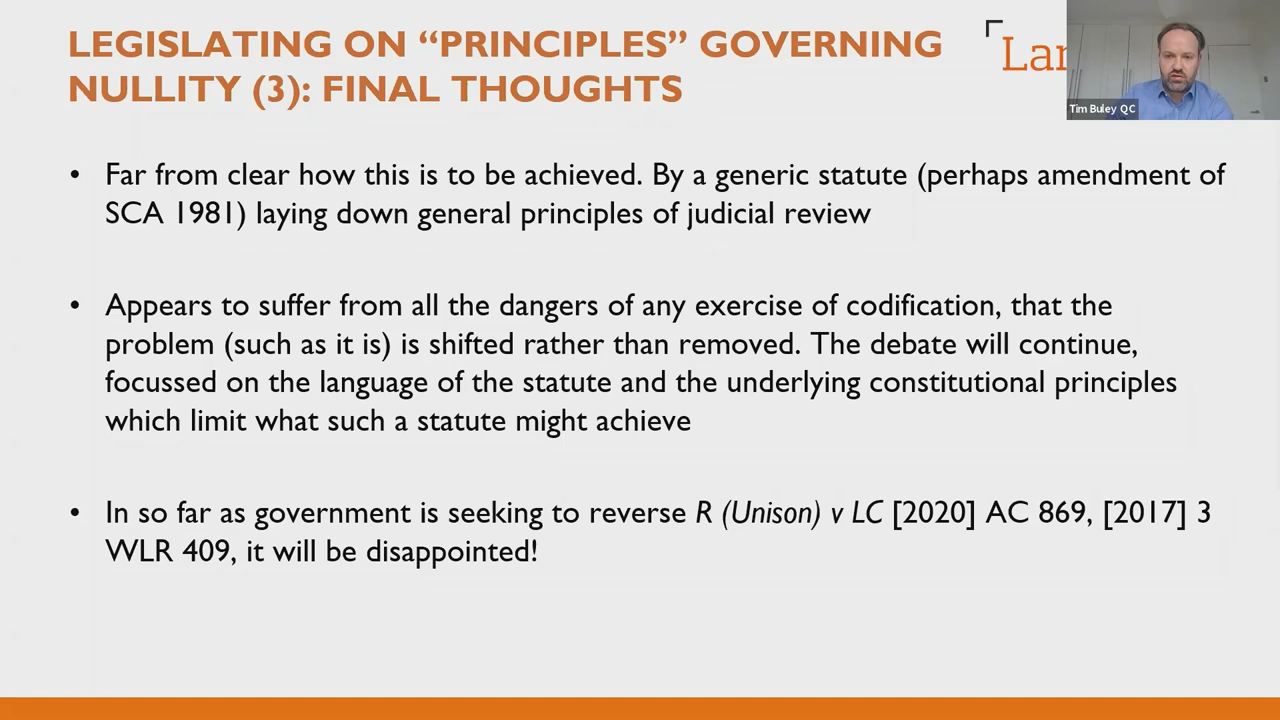 LEGISLATING ON “PRINCIPLES” GOVERNING
NULLITY (3): FINAL THOUGHTS
Lan
Tim Buley QC
• Far from clear how this is to be achieved. By a generic statute (perhaps amendment of
SCA 1981) laying down general principles of judicial review
• Appears to suffer from all the dangers of any exercise of codification, that the
problem (such as it is) is shifted rather than removed. The debate will continue,
focussed on the language of the statute and the underlying constitutional principles
which limit what such a statute might achieve
• In so far as government is seeking to reverse R (Unison) v LC [2020] AC 869, [2017] 3
WLR 409, it will be disappointed!